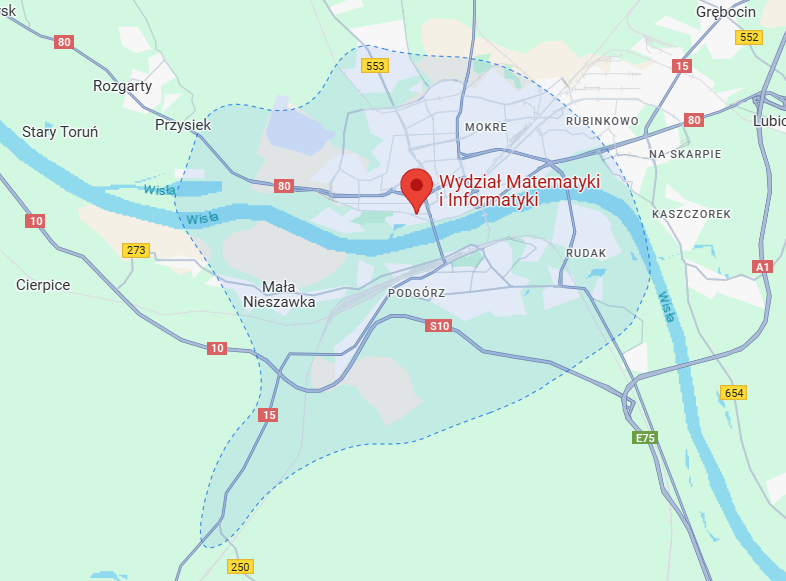 sk
Grębocin
80
552
553
15
Rozgarty
80
Lubic
Przysiek
MOKRE
RUBINKOWO
Stary Toruń
NA SKARPIE
80
Wisła
Wydział Matematyki
i Informatyki
10
Wisła
KASZCZOREK
273
RUDAK
A1
Cierpice
Mała
Nieszawka
PODGÓRZ
Wisła
S10
10
654
15
E75
250